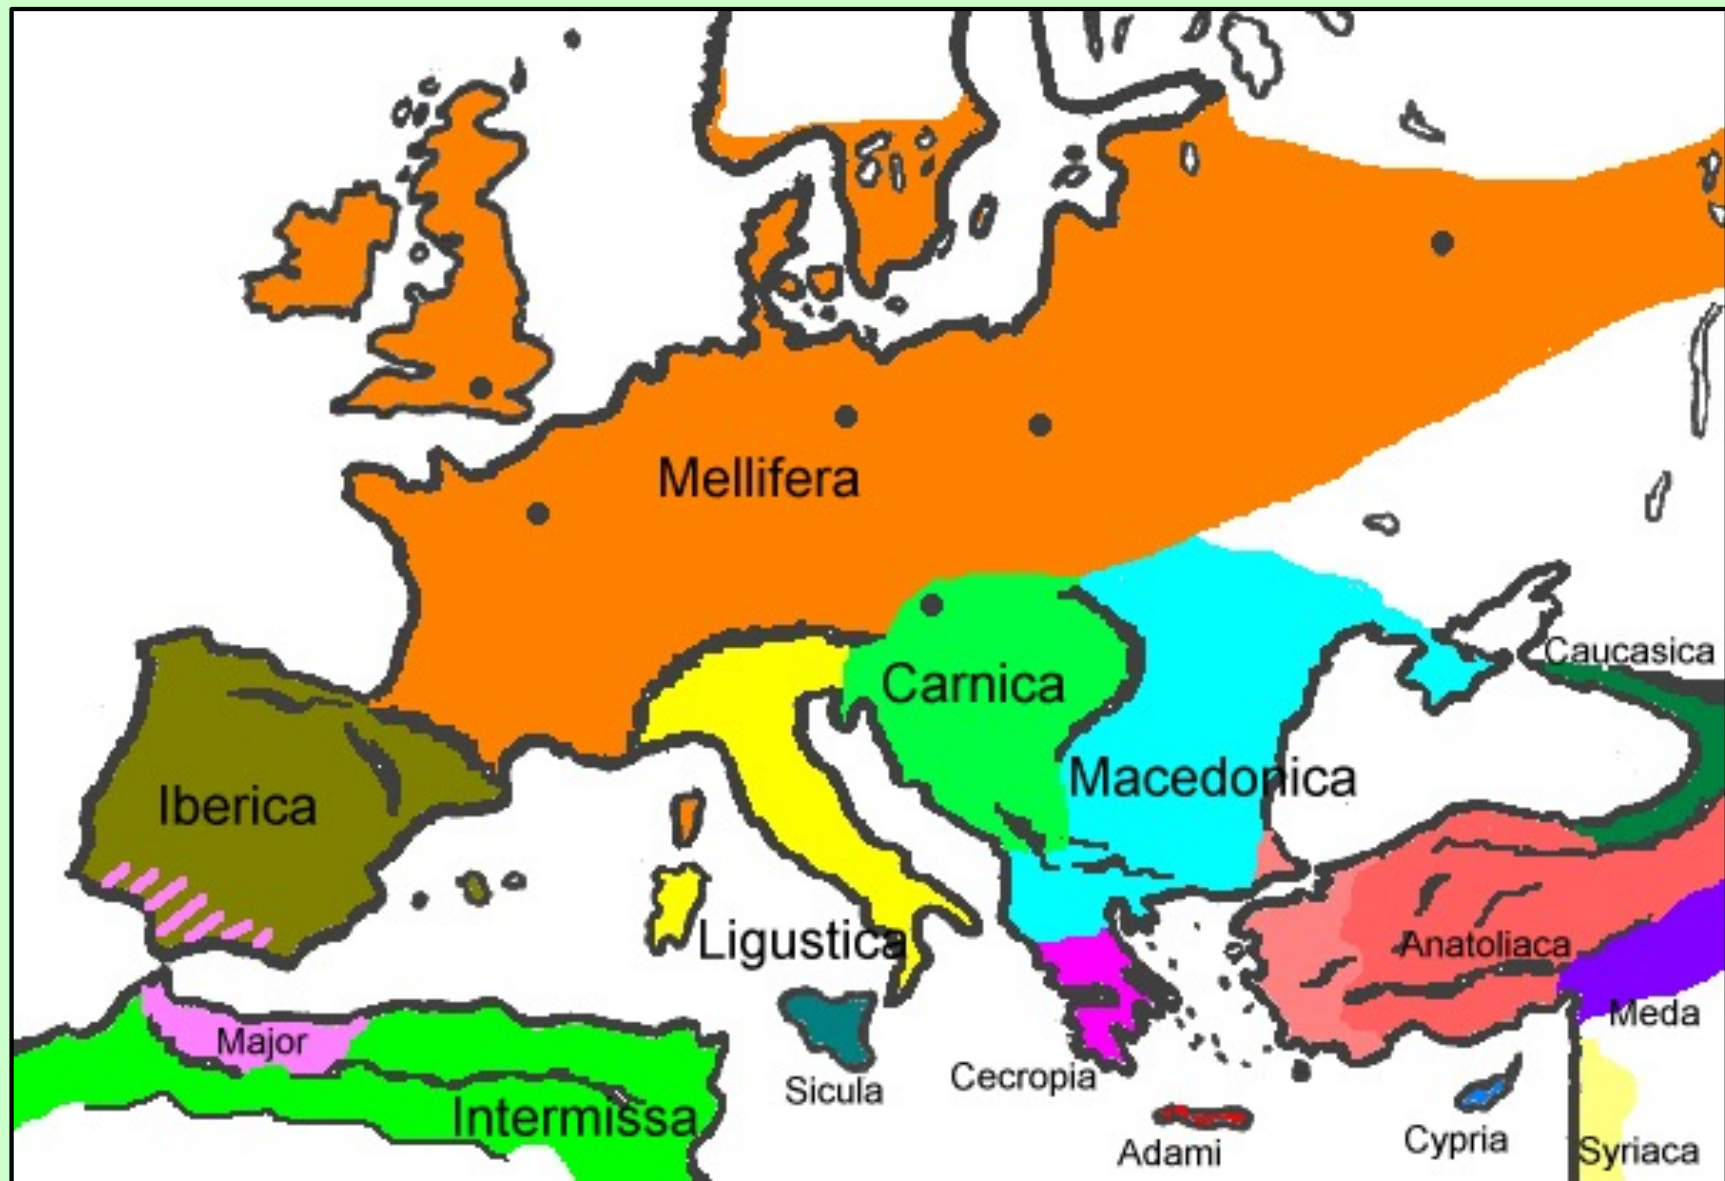 Mellifera
Caucasica
Carnica
Macedonica
Iberica
Ligustica
Anatoliaca
Meda
Major
Sicula
Cecropia
Intermissa
Adami
Cypria
Syriaca